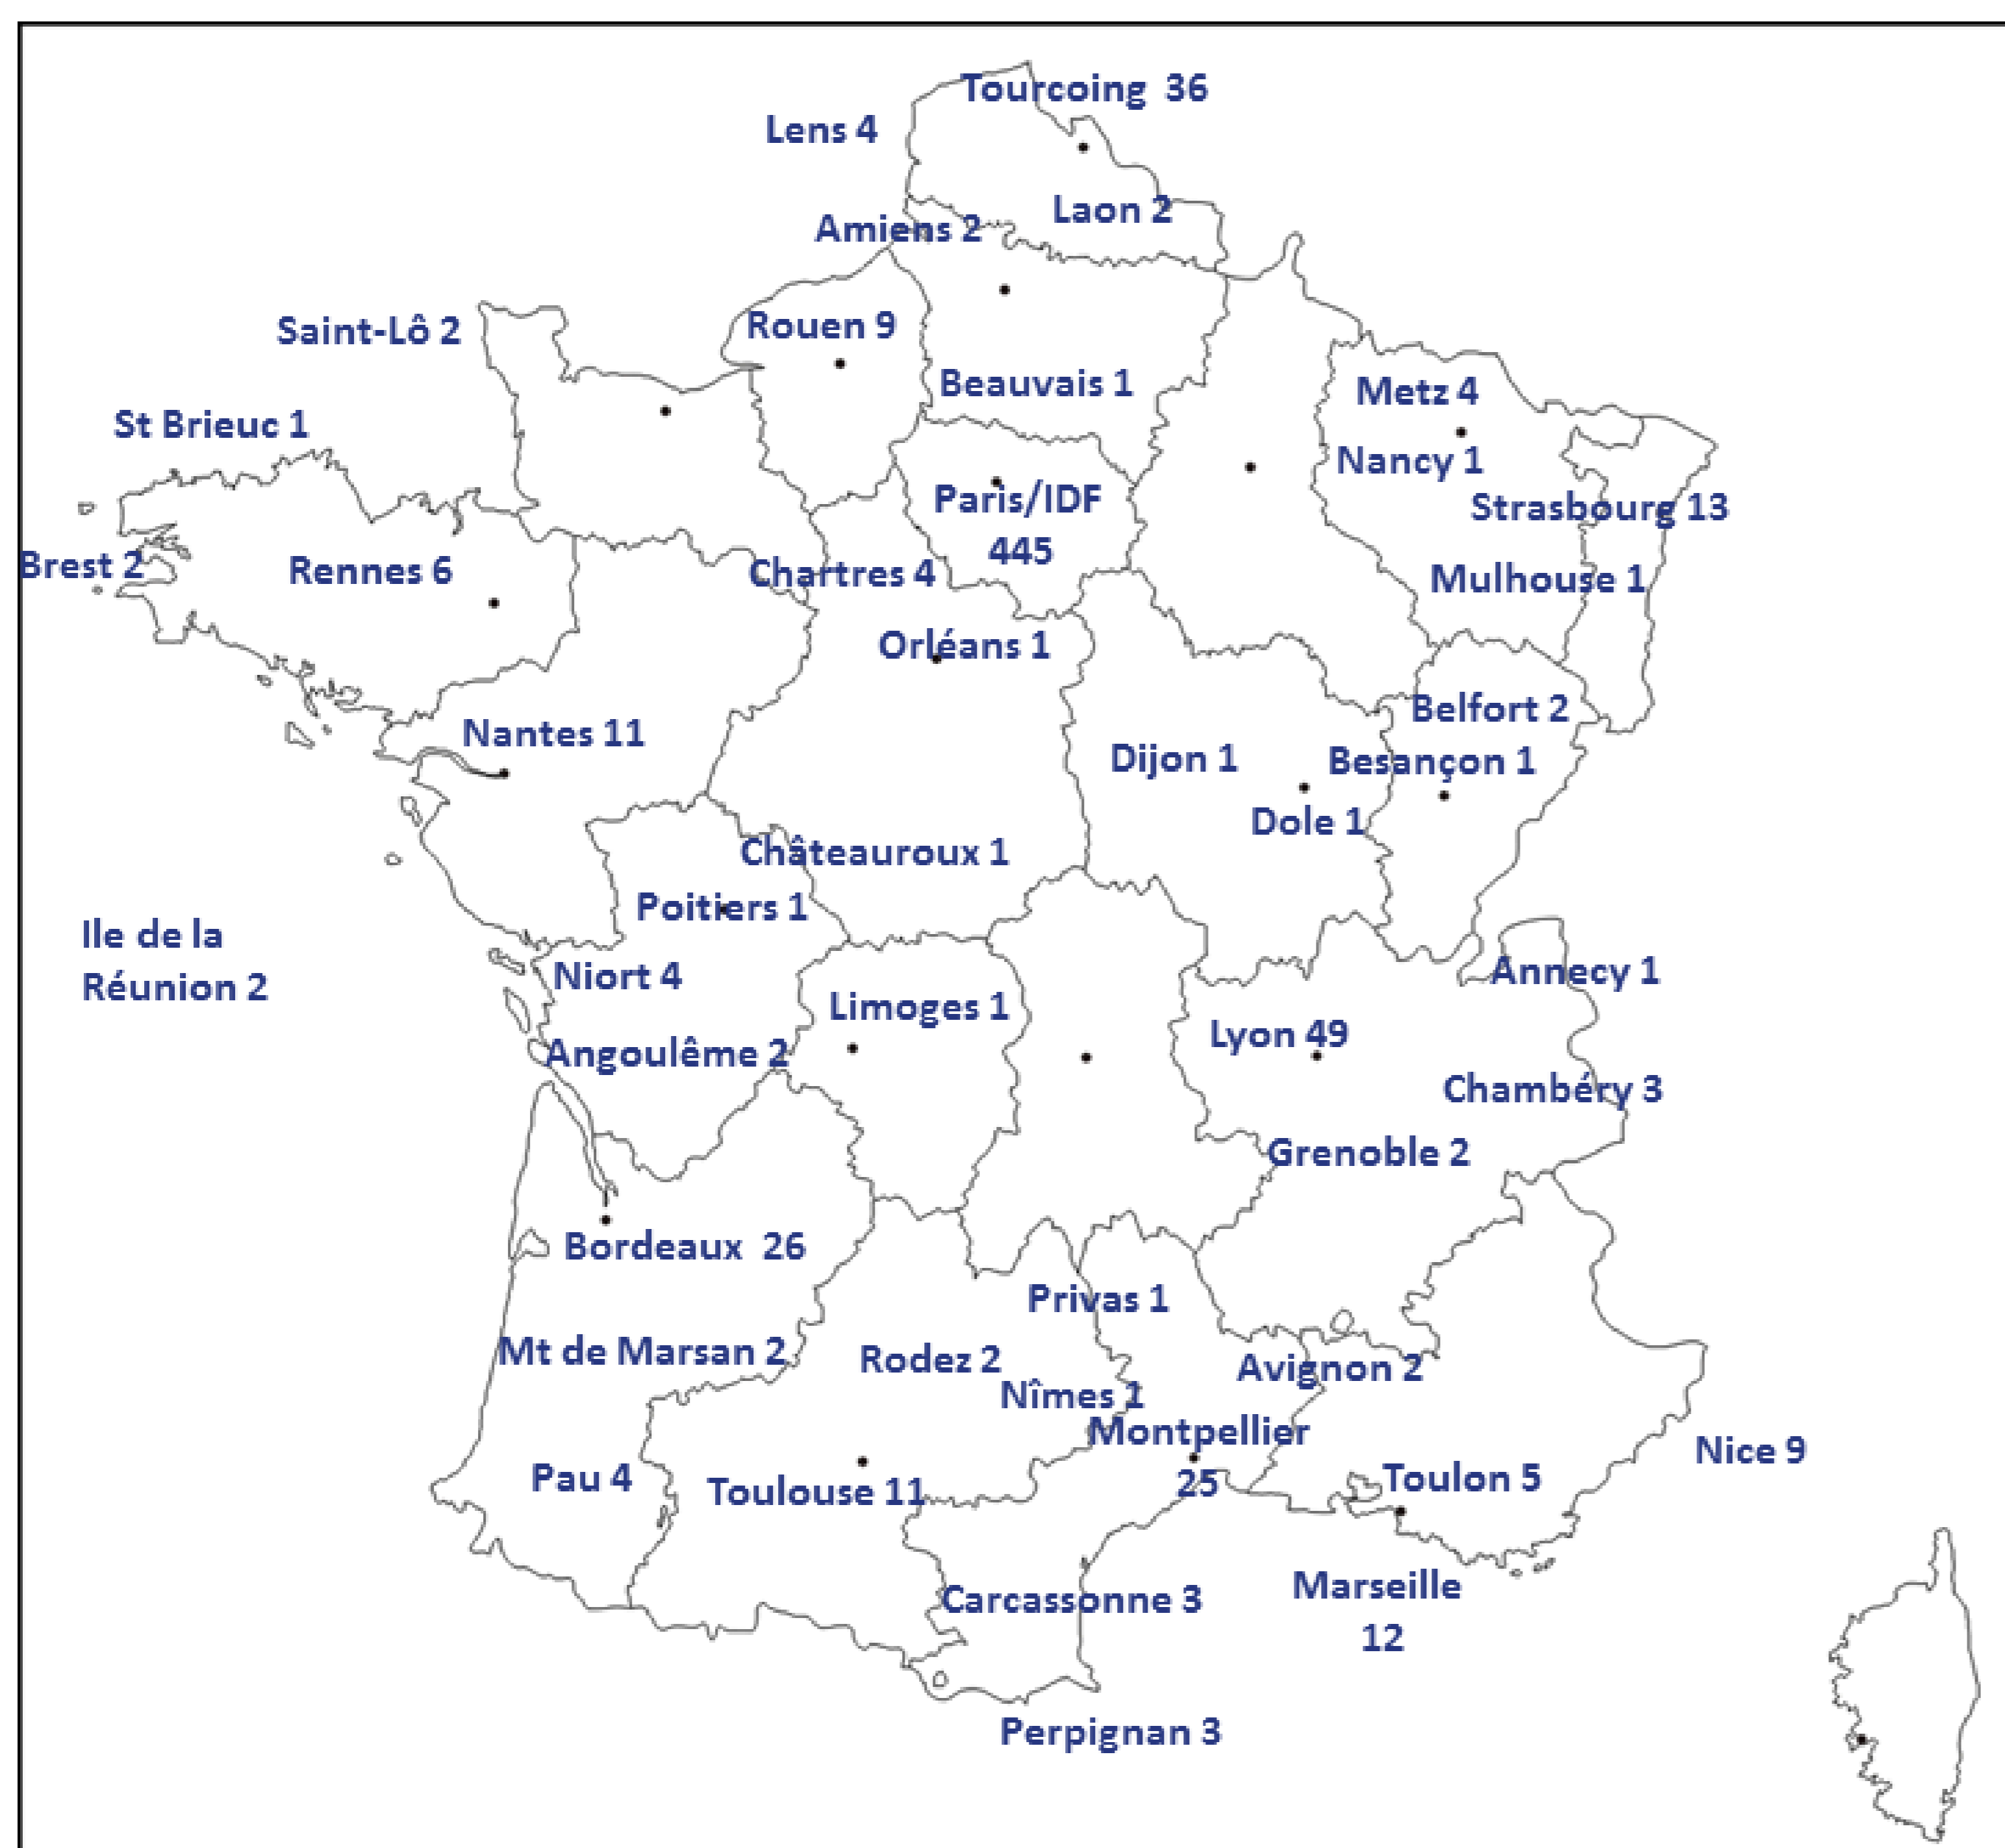 Tourcoing 36
Lens 4
Laon 2
Amiens 2
Saint-Lô 2
Rouen 9
Beauvais 1
Metz 4
St Brieuc 1
Nancy 1
Paris/IDF
445
Strasbourg 13
Brest 2
Rennes 6
Chartres 4
Mulhouse 1
Orléans 1
Belfort 2
Nantes 11
Dijon 1
Besançon 1
Dole 1
Châteauroux 1
Poitiers 1
Ile de la
Réunion 2
Niort 4
Annecy 1
Limoges 1
Lyon 49
Angoulême 2
Chambéry 3
Grenoble 2
Bordeaux 26
Privas 1
Mt de Marsan 2
Rodez 2
Avignon 2
Nîmes 1
Montpellier
25
Nice 9
Pau 4
Toulouse 11
Toulon 5
Carcassonne 3
Marseille
12
Perpignan 3